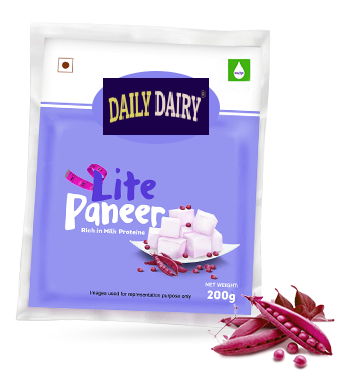 DAILY DAIRY®
Lite
Paneer
Rich in Milk Proteins
NET WEIGHT:
200g
Images used for representation purpose only